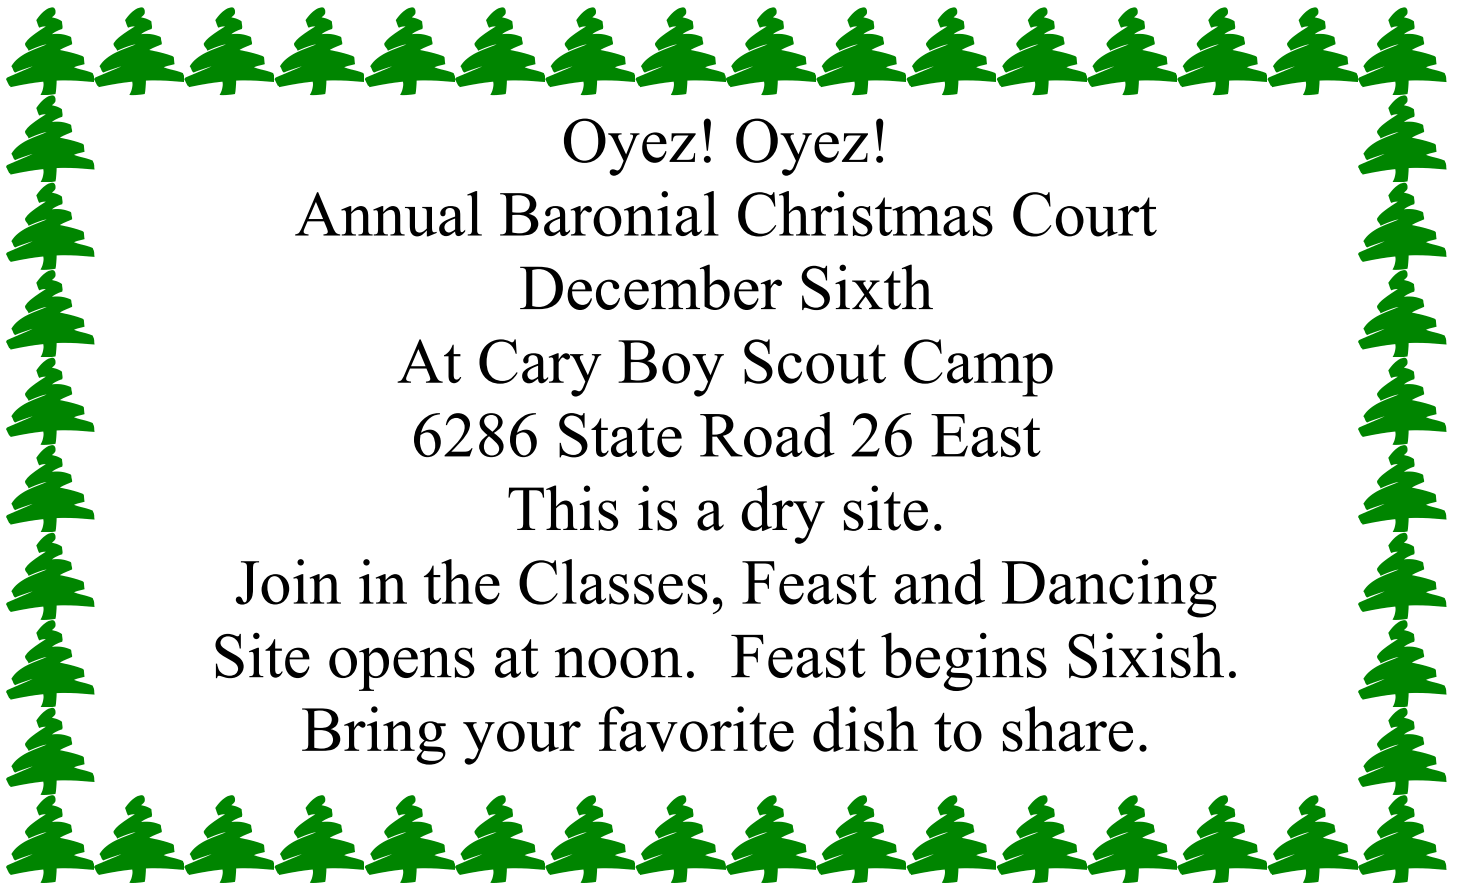 Oyez! Oyez!
Annual Baronial Christmas Court
December Sixth
At Cary Boy Scout Camp
6286 State Road 26 East
This is a dry site.
Join in the Classes, Feast and Dancing
Site opens at noon.  Feast begins Sixish.
Bring your favorite dish to share.